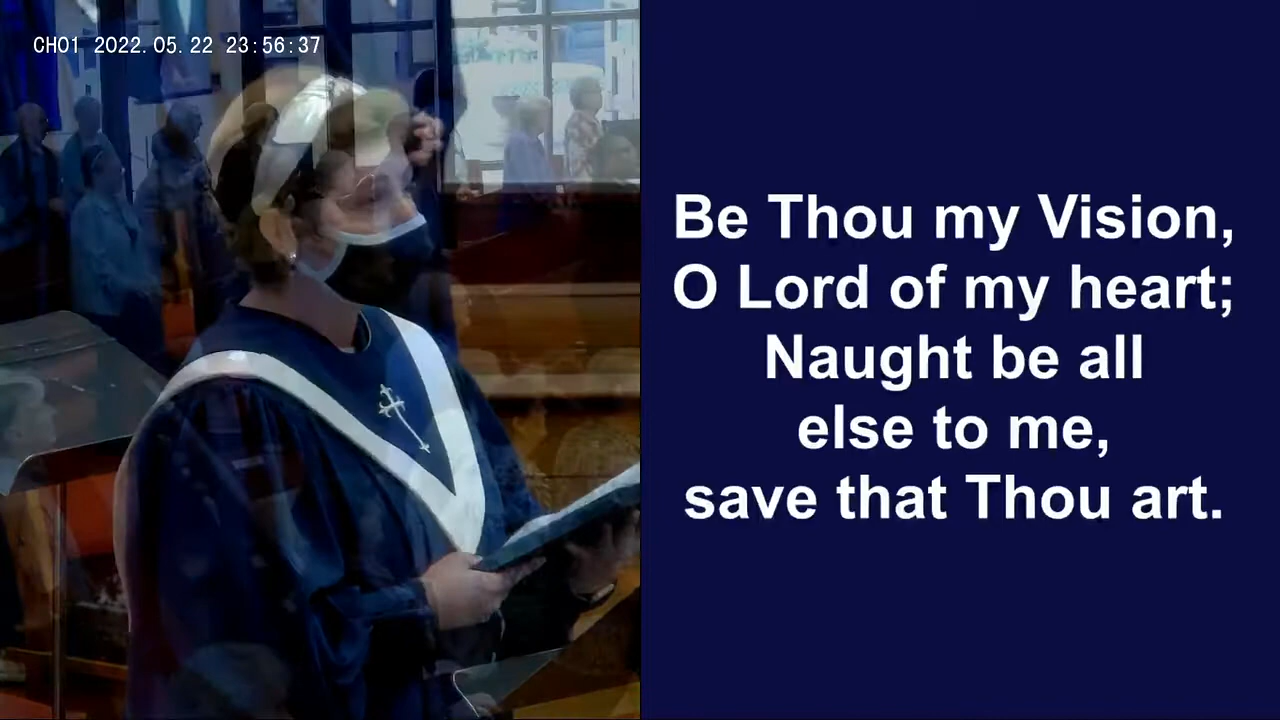 CH01 2022.05.22 23:56:37
Be Thou my Vision,
O Lord of my heart;
Naught be all
else to me,
save that Thou art.